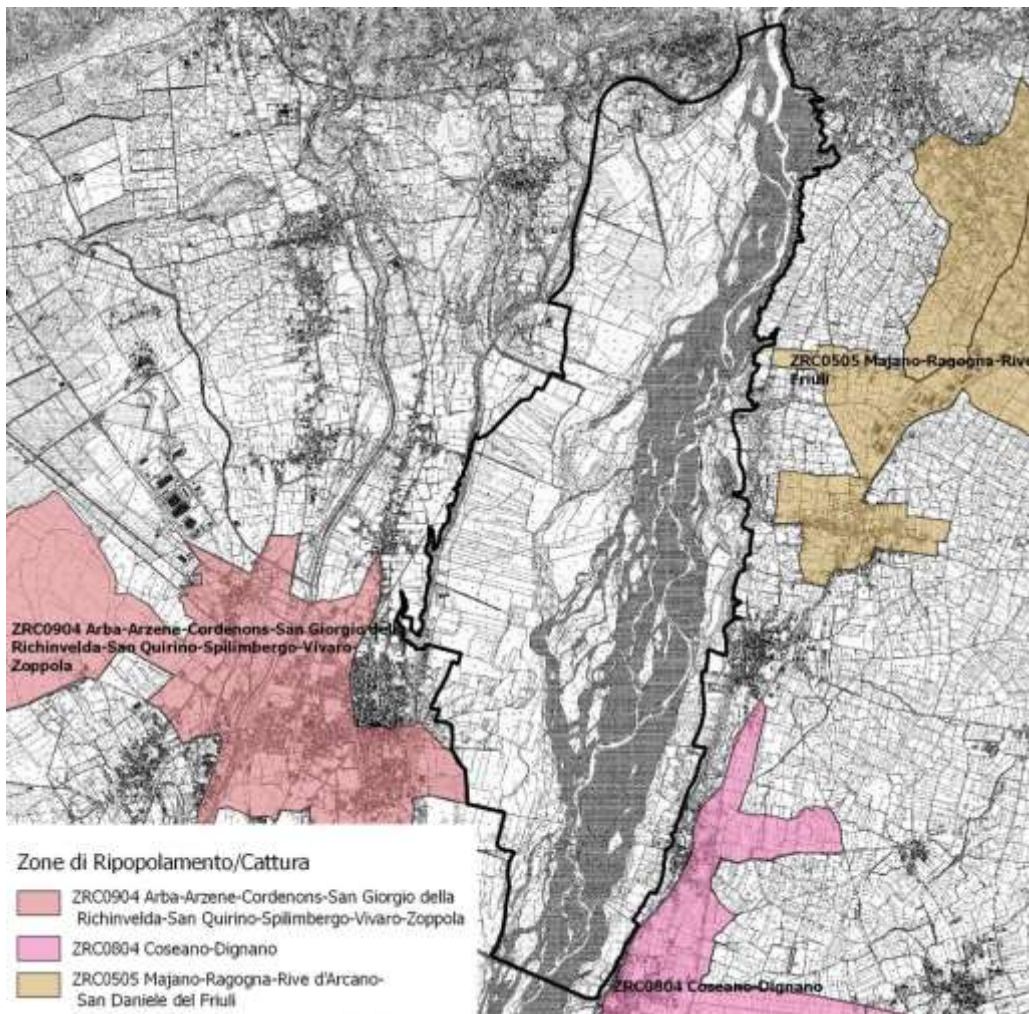 ZRC0505 Majano-Ragogna-Rive
Friuli
ZRC0904 Arba-Arzene-Cordenons-San Giorgio della
Richinvelda-San Quirino-Spilimbergo-Vivaro-
Zoppola
ZRC0804 Coseano-Dignano
Zone di Ripopolamento/Cattura
ZRC0904 Arba-Arzene-Cordenons-San Giorgio della
Richinvelda-San Quirino-Spilimbergo-Vivaro-Zoppola
ZRC0804 Coseano-Dignano
ZRC0505 Majano-Ragogna-Rive d'Arcano-
San Daniele del Friuli